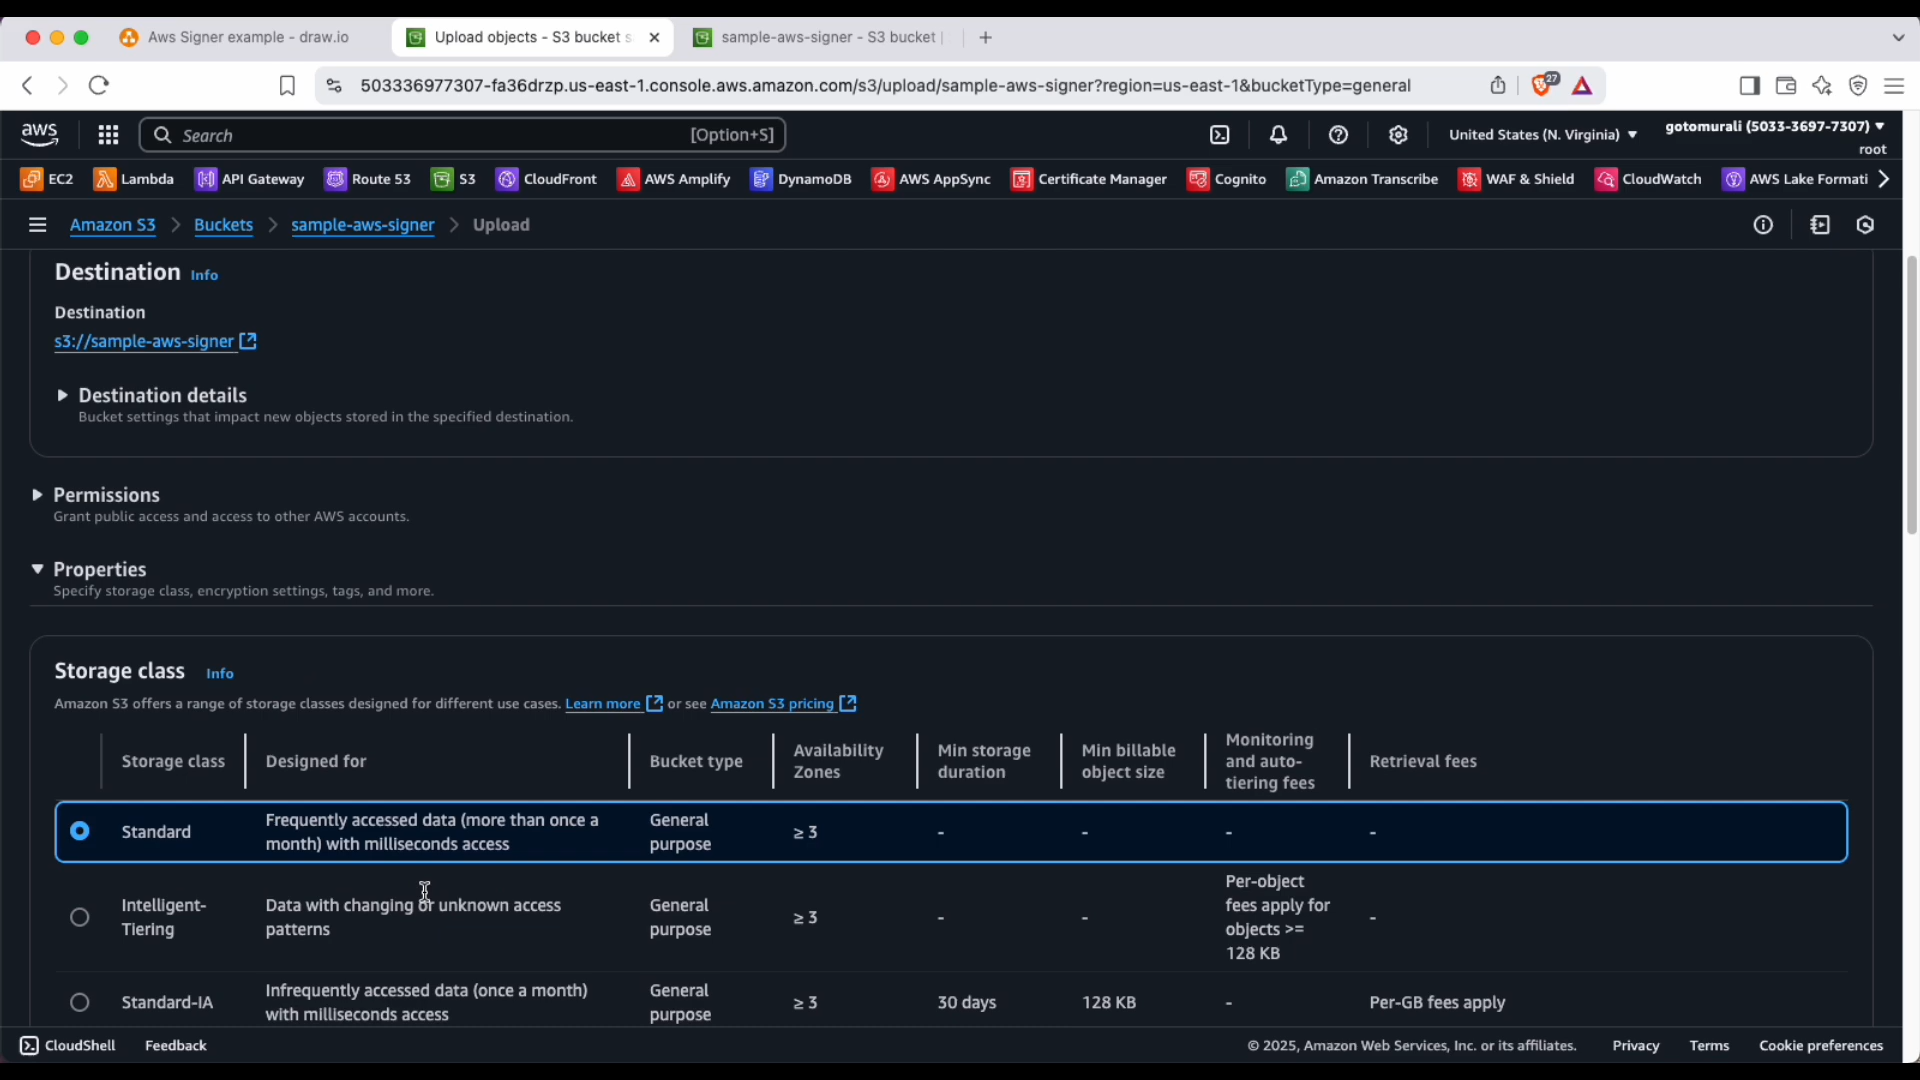 Aws Signer example - draw.io
Upload objects - S3 bucket s
sample-aws-signer - S3 bucket
503336977307-fa36drzp.us-east-1.console.aws.amazon.com/s3/upload/sample-aws-signer?region=us-east-1&bucketType=general
27
aws
Search
[Option+S]
United States (N. Virginia)
gotomurali (5033-3697-7307)
root
EC2
Lambda
API Gateway
Route 53
S3
CloudFront
AWS Amplify
DynamoDB
AWS AppSync
Certificate Manager
Cognito
Amazon Transcribe
WAF & Shield
CloudWatch
AWS Lake Formati
Amazon S3
Buckets
sample-aws-signer
Upload
Destination Info
Destination
s3://sample-aws-signer
Destination details
Bucket settings that impact new objects stored in the specified destination.
Permissions
Grant public access and access to other AWS accounts.
Properties
Specify storage class, encryption settings, tags, and more.
Storage class Info
Amazon S3 offers a range of storage classes designed for different use cases. Learn more or see Amazon S3 pricing
Storage class
Designed for
Bucket type
Availability
Zones
Min storage
duration
Min billable
object size
Monitoring
and auto-
tiering fees
Retrieval fees
Standard
Frequently accessed data (more than once a
month) with milliseconds access
General
purpose
≥ 3
-
-
-
-
Intelligent-
Tiering
Data with changing or unknown access
patterns
General
purpose
≥ 3
-
-
Per-object
fees apply for
objects >=
128 KB
-
Standard-IA
Infrequently accessed data (once a month)
with milliseconds access
General
purpose
≥ 3
30 days
128 KB
-
Per-GB fees apply
CloudShell
Feedback
© 2025, Amazon Web Services, Inc. or its affiliates.
Privacy
Terms
Cookie preferences